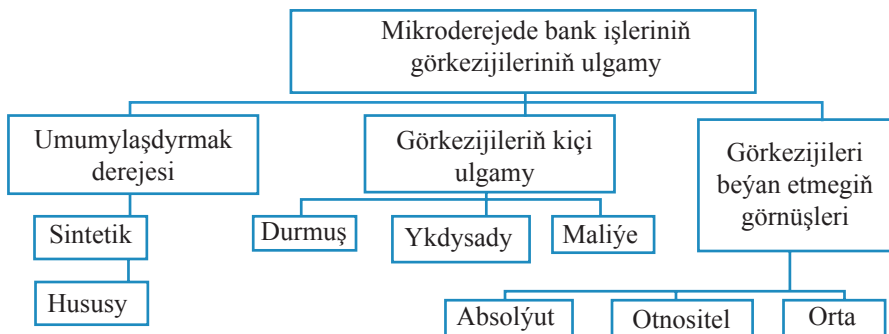 Mikroderejede bank işleriniň
görkezijileriniň ulgamy
Umumylaşdyrmak
derejesi
Görkezijileriň kiçi
ulgamy
Görkezijileri
beýan etmegiň
görnüşleri
Sintetik
Hususy
Durmuş
Ykdysady
Maliýe
Absolýut
Otnositel
Orta